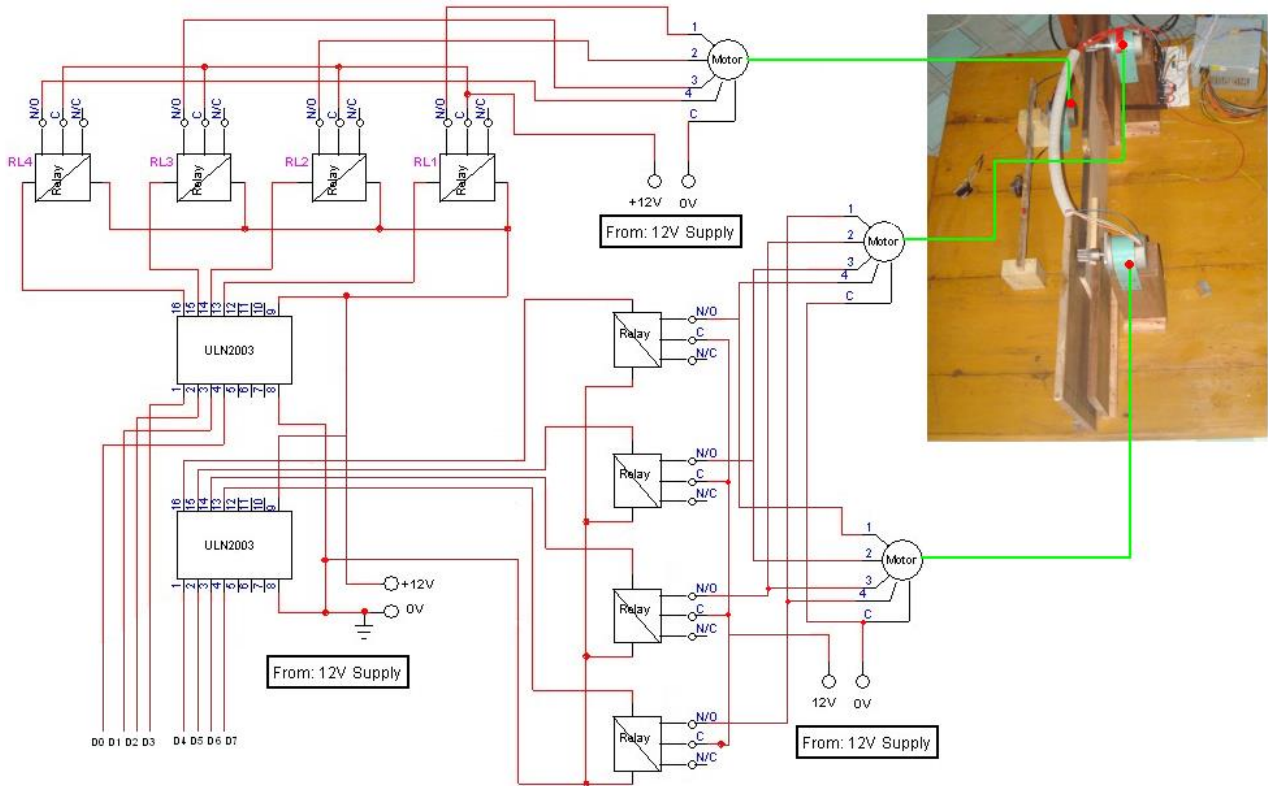 1
2
3
4
C
Motor
N/O
C
N/C
N/O
C
N/C
N/O
C
N/C
N/O
C
N/C
RL4
Relay
RL3
Relay
RL2
Relay
RL1
Relay
+12V
0V
From: 12V Supply
1
2
3
4
C
Motor
16 15 14 13 12 11 10 9
ULN2003
1 2 3 4 5 6 7 8
Relay
N/O
C
N/C
Relay
N/O
C
N/C
16 15 14 13 12 11 10 9
ULN2003
1 2 3 4 5 6 7 8
1
2
3
4
C
Motor
+12V
0V
Relay
N/O
C
N/C
From: 12V Supply
12V
0V
From: 12V Supply
Relay
N/O
C
N/C
D0 D1 D2 D3 D4 D5 D6 D7